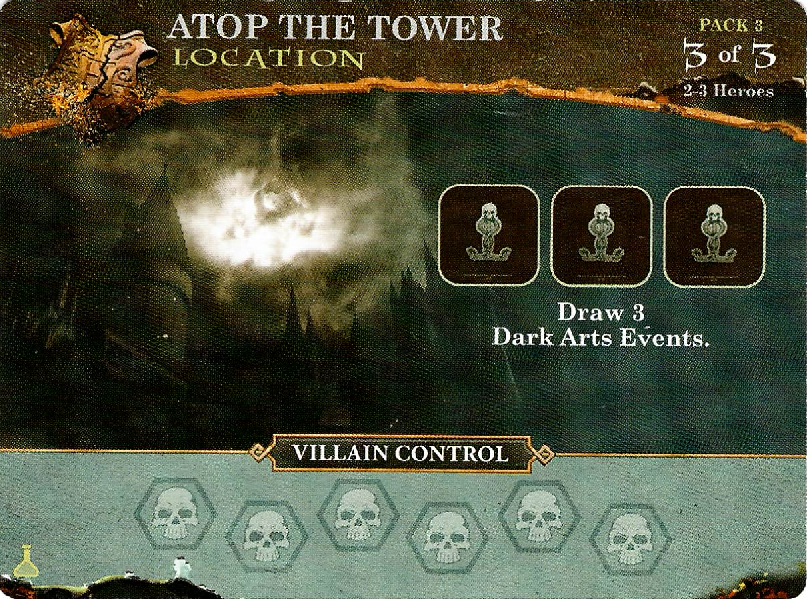 ATOP THE TOWER
LOCATION
PACK 3
3 of 3
2-3 Heroes
Draw 3
Dark Arts Events.
VILLAIN CONTROL